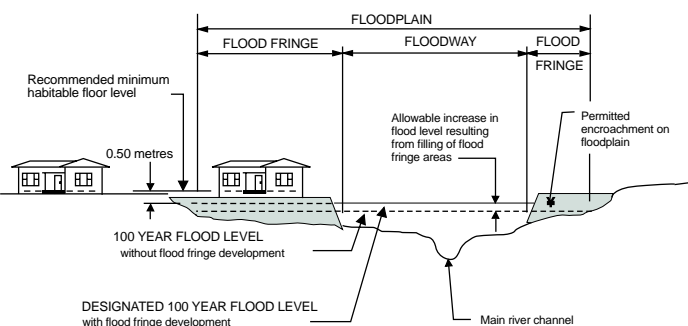 FLOODPLAIN
FLOOD FRINGE
FLOODWAY
FLOOD
FRINGE
Recommended minimum
habitable floor level
0.50 metres
Allowable increase in
flood level resulting
from filling of flood
fringe areas
Permitted
encroachment on
floodplain
100 YEAR FLOOD LEVEL
without flood fringe development
DESIGNATED 100 YEAR FLOOD LEVEL
with flood fringe development
Main river channel